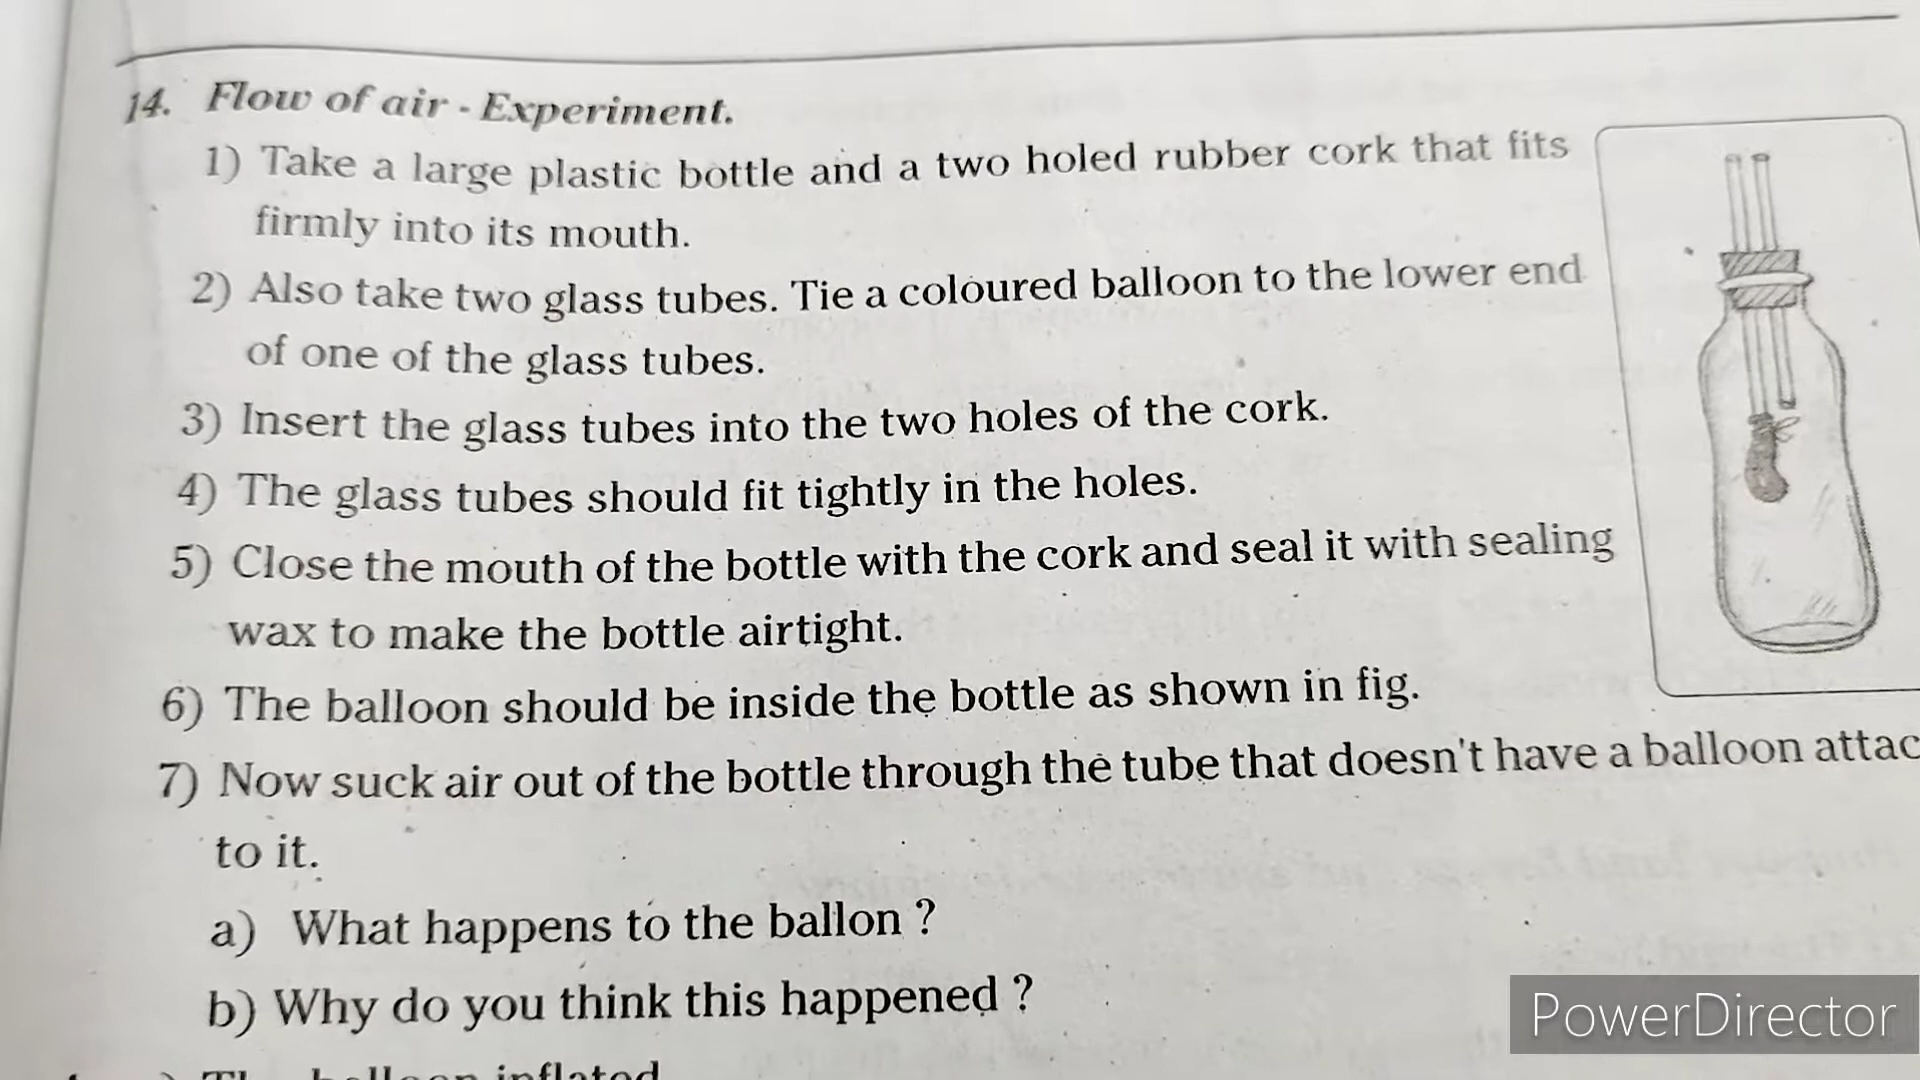 14. Flow of air - Experiment.
1) Take a large plastic bottle and a two holed rubber cork that fits
firmly into its mouth.
2) Also take two glass tubes. Tie a coloured balloon to the lower end
of one of the glass tubes.
3) Insert the glass tubes into the two holes of the cork.
4) The glass tubes should fit tightly in the holes.
5) Close the mouth of the bottle with the cork and seal it with sealing
wax to make the bottle airtight.
6) The balloon should be inside the bottle as shown in fig.
7) Now suck air out of the bottle through the tube that doesn't have a balloon attac
to it.
a) What happens to the ballon ?
b) Why do you think this happened ?
balloon inflated
PowerDirector